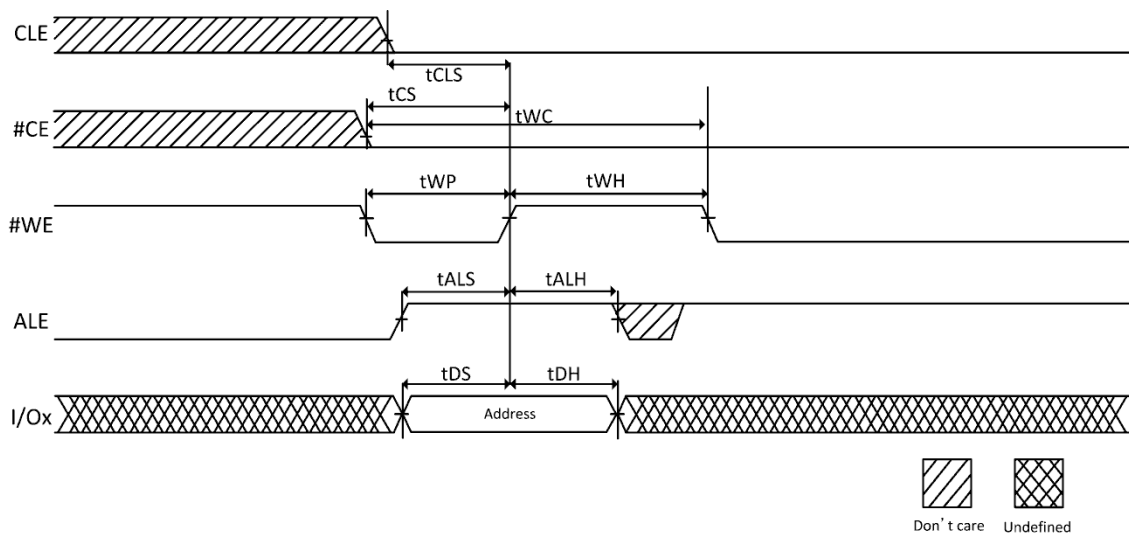 CLE
tCLS
tCS
tWC
#CE
tWP
tWH
#WE
tALS
tALH
ALE
tDS
tDH
I/Ox
Address
Don't care
Undefined